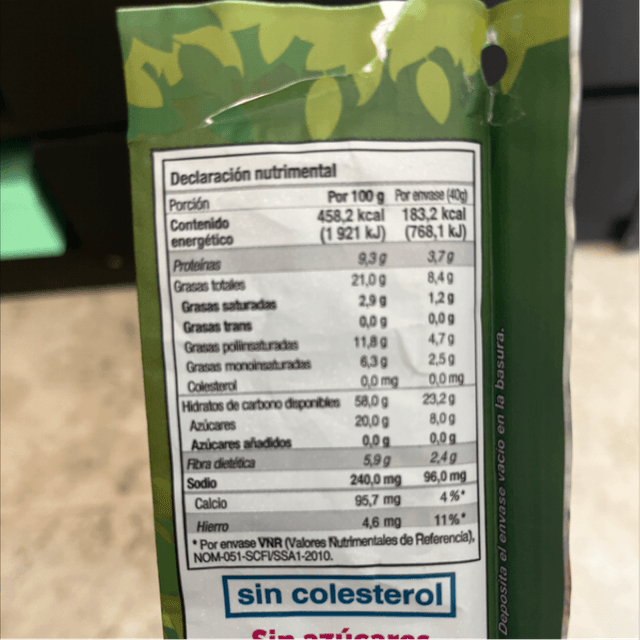 Declaración nutrimental
Porción Por 100 g Por envase (40g)
Contenido energético 458,2 kcal (1 921 kJ) 183,2 kcal (768,1 kJ)
Proteínas 9,3 g 3,7 g
Grasas totales 21,0 g 8,4 g
Grasas saturadas 2,9 g 1,2 g
Grasas trans 0,0 g 0,0 g
Grasas poliinsaturadas 11,8 g 4,7 g
Grasas monoinsaturadas 6,3 g 2,5 g
Colesterol 0,0 mg 0,0 mg
Hidratos de carbono disponibles 58,0 g 23,2 g
Azúcares 20,0 g 8,0 g
Azúcares añadidos 0,0 g 0,0 g
Fibra dietética 5,9 g 2,4 g
Sodio 240,0 mg 96,0 mg
Calcio 95,7 mg 4%*
Hierro 4,6 mg 11%*
* Por envase VNR (Valores Nutrimentales de Referencia),
NOM-051-SCFI/SSA1-2010.
sin colesterol
Sin azúcares
Deposita el envase vacío en la basura.